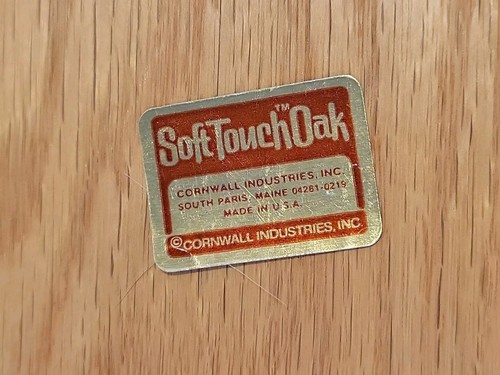 SoftTouchOak™
CORNWALL INDUSTRIES, INC.
SOUTH PARIS, MAINE 04281-0219
MADE IN U.S.A.
©CORNWALL INDUSTRIES, INC.